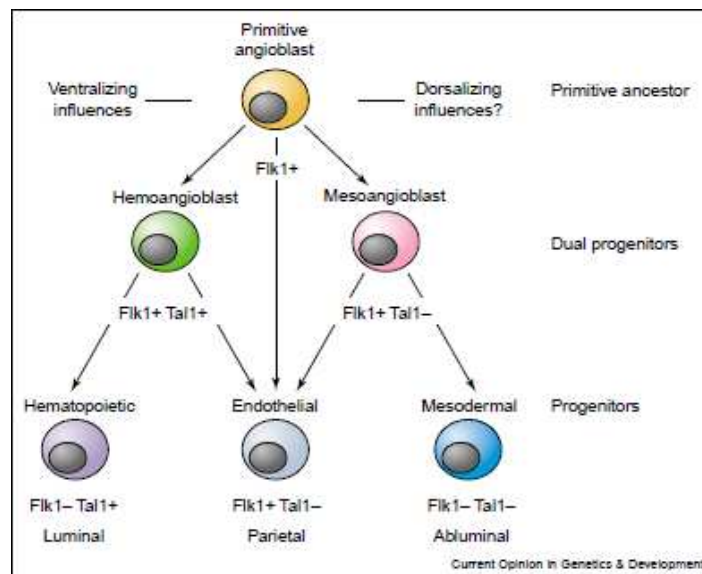 Primitive
angioblast
Ventralizing
influences
Dorsalizing
influences?
Primitive ancestor
Flk1+
Hemoangioblast
Mesoangioblast
Dual progenitors
Flk1+ Tal1+
Flk1+ Tal1–
Hematopoietic
Endothelial
Mesodermal
Progenitors
Flk1– Tal1+
Flk1+ Tal1–
Flk1– Tal1–
Luminal
Parietal
Abluminal
Current Opinion in Genetics & Development